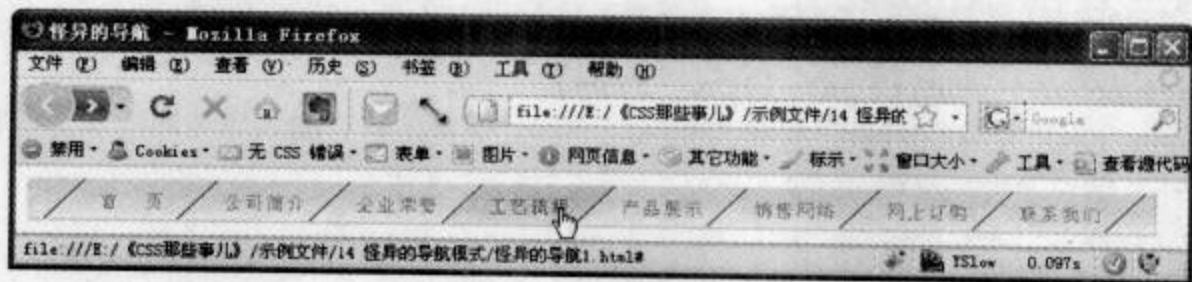 怪异的导航 - Mozilla Firefox
文件 (F) 编辑 (E) 查看 (V) 历史 (S) 书签 (B) 工具 (T) 帮助 (H)
file:///E:/《CSS那些事儿》/示例文件/14 怪异的 Google
禁用 Cookies 无 CSS 错误 表单 图片 网页信息 其它功能 标示 窗口大小 工具 查看源代码
首 页 公司简介 企业荣誉 工艺流程 产品展示 销售网络 网上订购 联系我们
file:///E:/《CSS那些事儿》/示例文件/14 怪异的导航模式/怪异的导航1.html# YSlow 0.097s